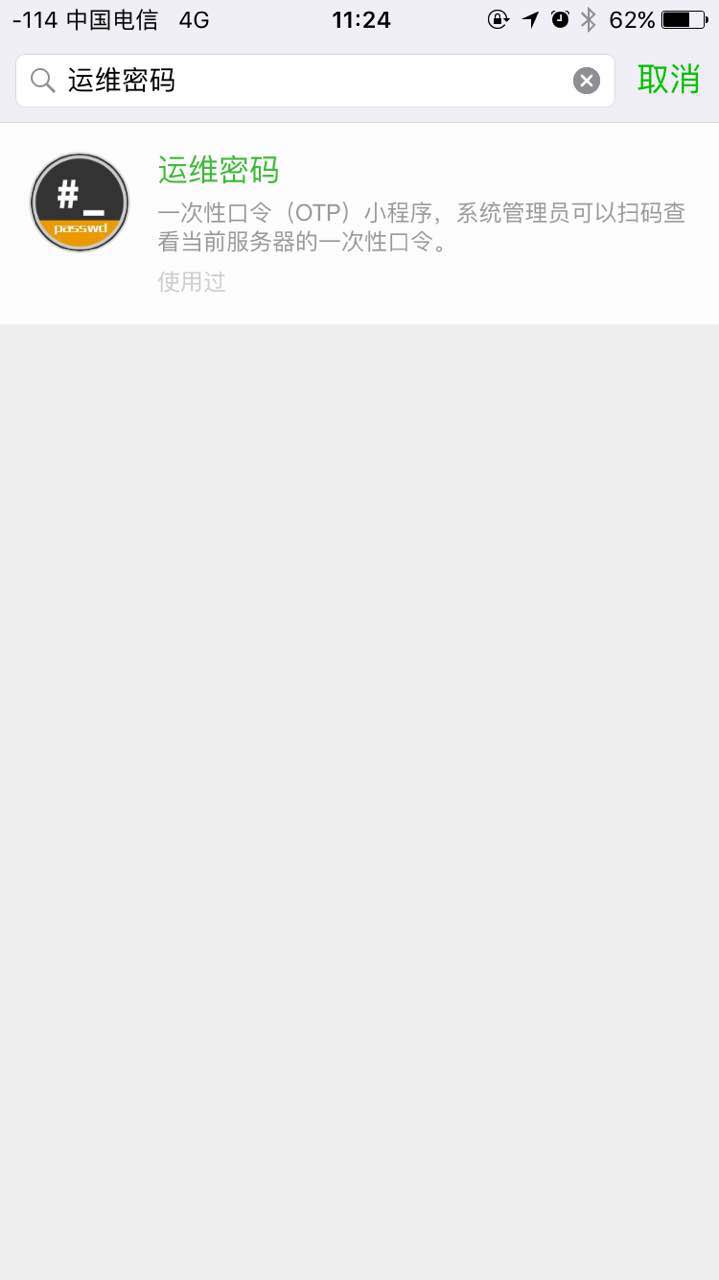 -114 中国电信 4G 11:24 62%
运维密码 取消
#_
passwd
运维密码
一次性口令（OTP）小程序，系统管理员可以扫码查
看当前服务器的一次性口令。
使用过